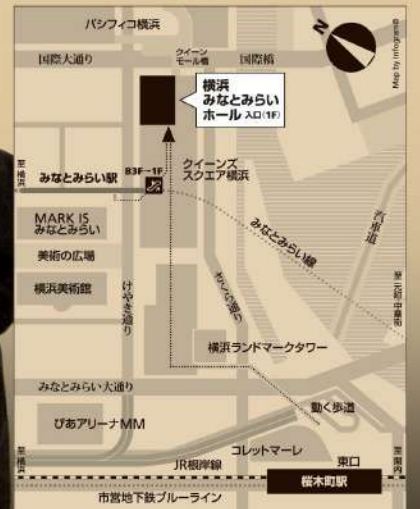 パシフィコ横浜
国際大通り
クイーン
モール橋
国際橋
N
Map by Infogram©
横浜
みなとみらい
ホール 入口(1F)
至横浜
みなとみらい駅
B3F→1F
クイーンズ
スクエア横浜
MARK IS
みなとみらい
美術の広場
横浜美術館
けやき通り
さくら通り
みなとみらい線
汽車道
至元町・中華街
横浜ランドマークタワー
みなとみらい大通り
動く歩道
ぴあアリーナMM
コレットマーレ
東口
至横浜
JR根岸線
桜木町駅
至関内
市営地下鉄ブルーライン